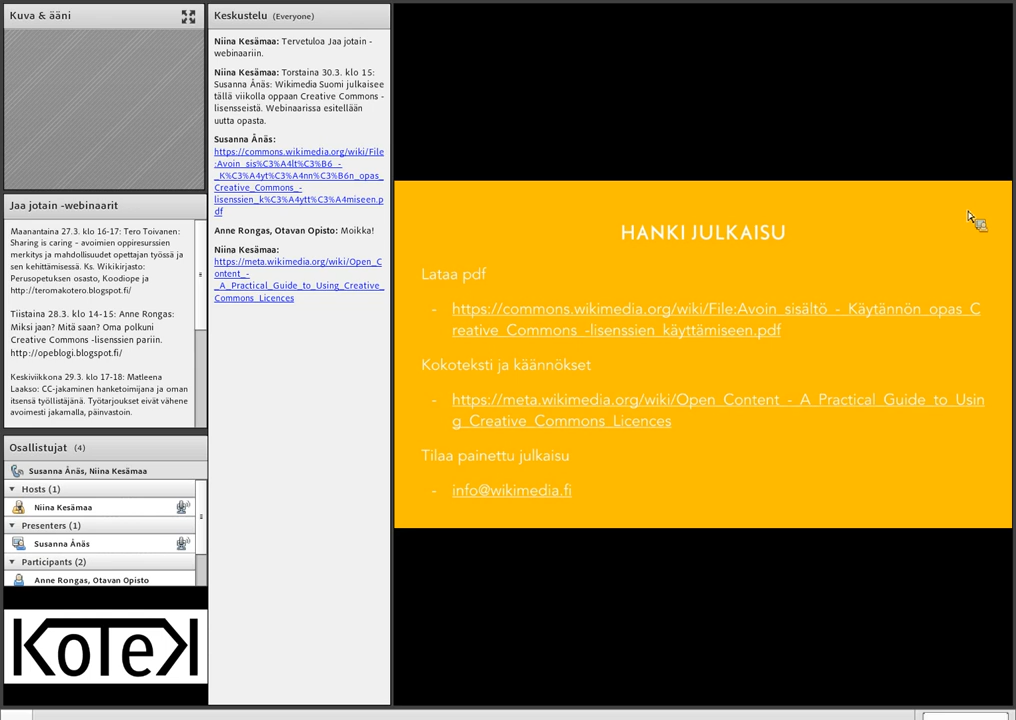 Kuva & ääni
Jaa jotain -webinaarit
Maanantaina 27.3. klo 16-17: Tero Toivanen:
Sharing is caring – avoimien oppiresurssien
merkitys ja mahdollisuudet opettajan työssä ja
sen kehittämisessä. Ks. Wikikirjasto:
Perusopetuksen osasto, Koodiope ja
http://teromakotero.blogspot.fi/
Tiistaina 28.3. klo 14-15: Anne Rongas:
Miksi jaan? Mitä saan? Oma polkuni
Creative Commons -lisenssien pariin.
http://opeblogi.blogspot.fi/
Keskiviikkona 29.3. klo 17-18: Matleena
Laakso: CC-jakaminen hanketoimijana ja oman
itsensä työllistäjänä. Työtarjoukset eivät vähene
avoimesti jakamalla, päinvastoin.
Osallistujat (4)
Susanna Ånäs, Niina Kesämaa
Hosts (1)
Niina Kesämaa
Presenters (1)
Susanna Ånäs
Participants (2)
Anne Rongas, Otavan Opisto
KoTeK
Keskustelu (Everyone)
Niina Kesämaa: Tervetuloa Jaa jotain -
webinaariin.
Niina Kesämaa: Torstaina 30.3. klo 15:
Susanna Ånäs: Wikimedia Suomi julkaisee
tällä viikolla oppaan Creative Commons -
lisensseistä. Webinaarissa esitellään
uutta opasta.
Susanna Ånäs:
https://commons.wikimedia.org/wiki/File
:Avoin_sis%C3%A4lt%C3%B6_-
_K%C3%A4yt%C3%A4nn%C3%B6n_opas_
Creative_Commons_-
lisenssien_k%C3%A4ytt%C3%A4miseen.p
df
Anne Rongas, Otavan Opisto: Moikka!
Niina Kesämaa:
https://meta.wikimedia.org/wiki/Open_C
ontent_-
_A_Practical_Guide_to_Using_Creative_
Commons_Licences
HANKI JULKAISU
Lataa pdf
- https://commons.wikimedia.org/wiki/File:Avoin_sisältö_-_Käytännön_opas_C
reative_Commons_-lisenssien_käyttämiseen.pdf
Kokoteksti ja käännökset
- https://meta.wikimedia.org/wiki/Open_Content_-_A_Practical_Guide_to_Usin
g_Creative_Commons_Licences
Tilaa painettu julkaisu
- info@wikimedia.fi